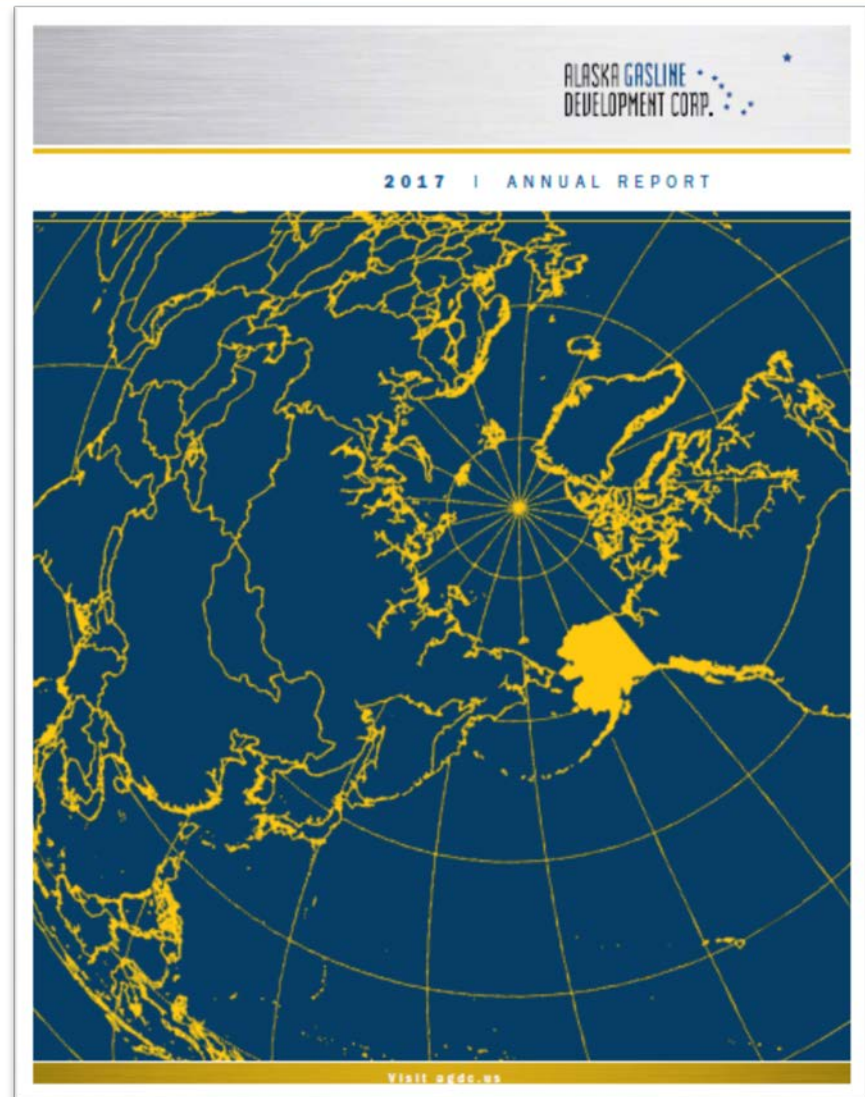 ALASKA GASLINE
DEVELOPMENT CORP.
2017 | ANNUAL REPORT
Visit agdc.us